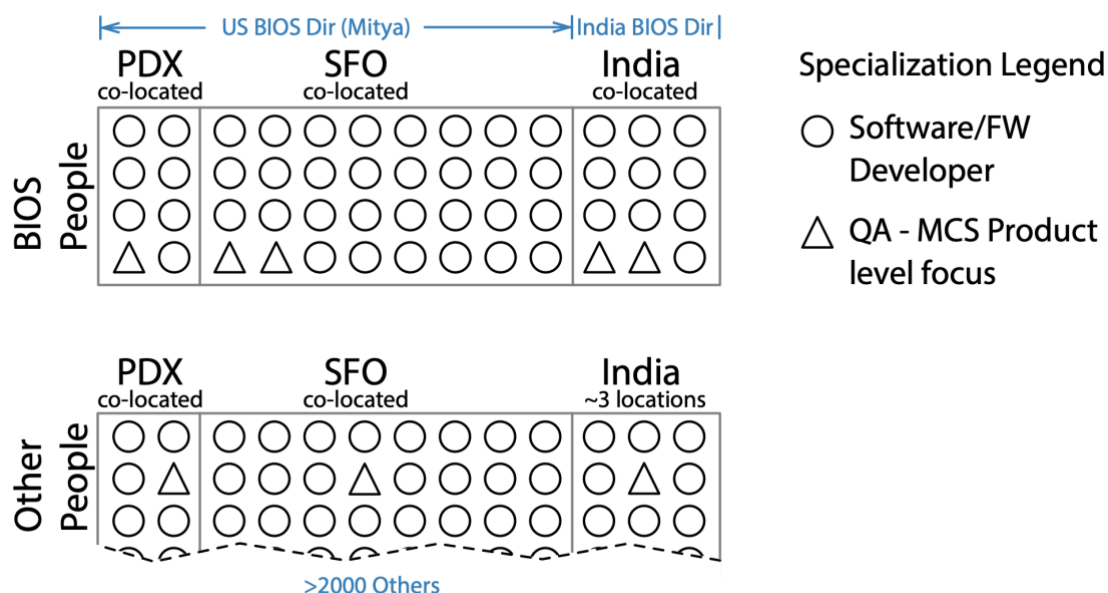 US BIOS Dir (Mitya)
India BIOS Dir
PDX
co-located
SFO
co-located
India
co-located
BIOS
People
Specialization Legend
Software/FW
Developer
QA - MCS Product
level focus
PDX
co-located
SFO
co-located
India
~3 locations
Other
People
>2000 Others